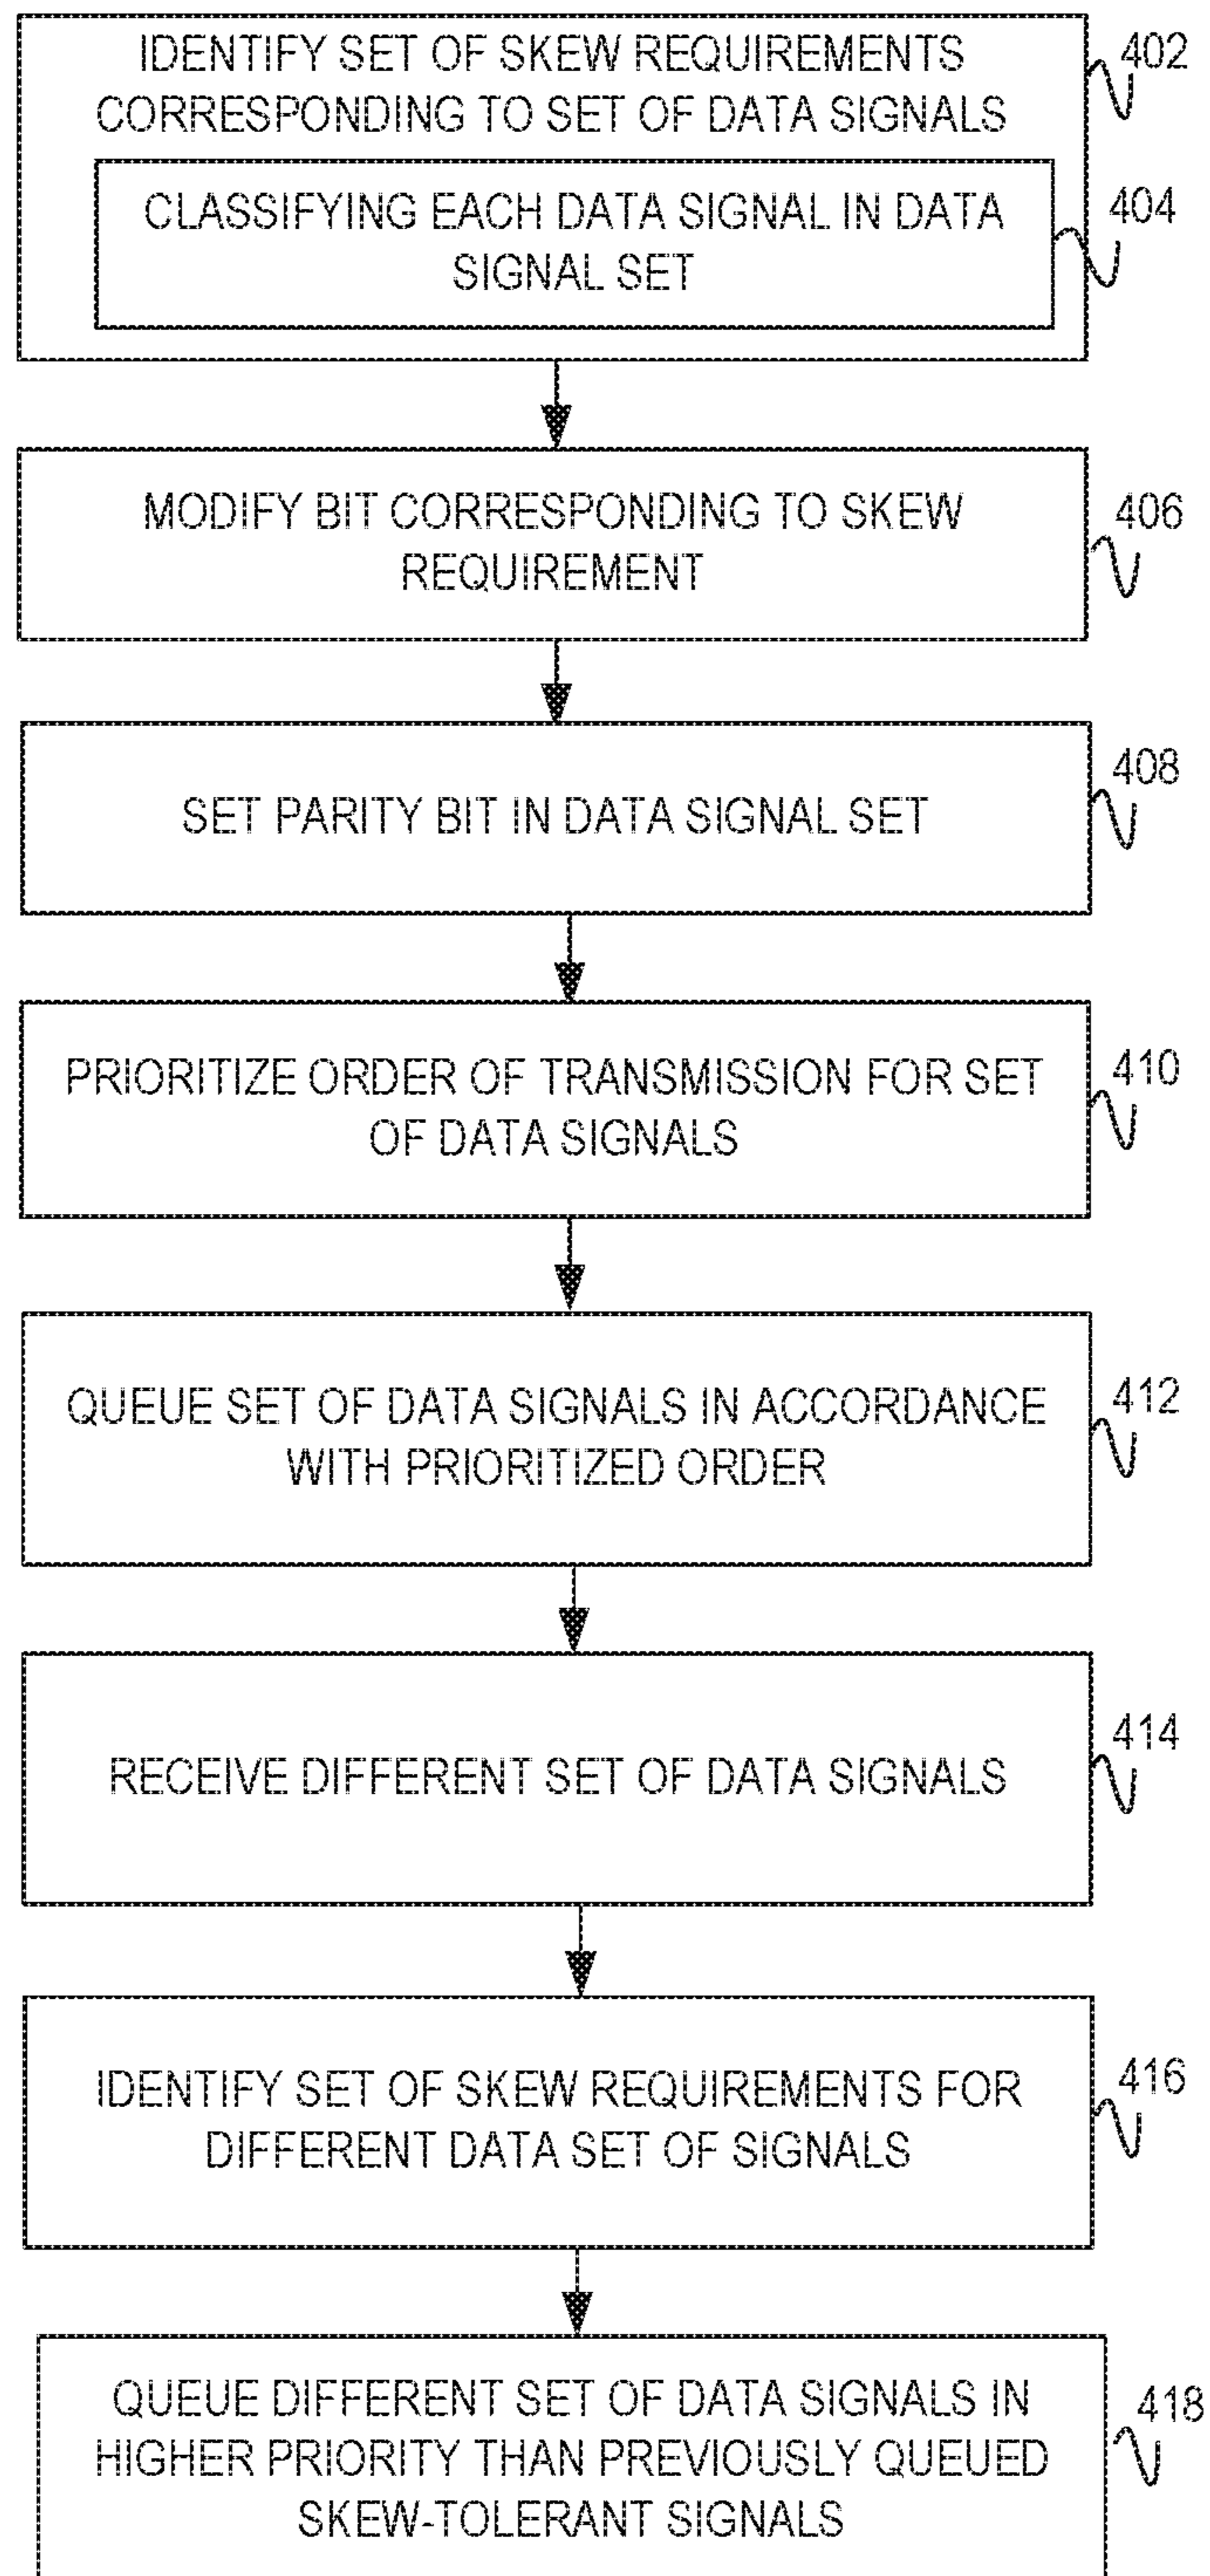 IDENTIFY SET OF SKEW REQUIREMENTS
CORRESPONDING TO SET OF DATA SIGNALS
402
CLASSIFYING EACH DATA SIGNAL IN DATA
SIGNAL SET
404
MODIFY BIT CORRESPONDING TO SKEW
REQUIREMENT
406
SET PARITY BIT IN DATA SIGNAL SET
408
PRIORITIZE ORDER OF TRANSMISSION FOR SET
OF DATA SIGNALS
410
QUEUE SET OF DATA SIGNALS IN ACCORDANCE
WITH PRIORITIZED ORDER
412
RECEIVE DIFFERENT SET OF DATA SIGNALS
414
IDENTIFY SET OF SKEW REQUIREMENTS FOR
DIFFERENT DATA SET OF SIGNALS
416
QUEUE DIFFERENT SET OF DATA SIGNALS IN
HIGHER PRIORITY THAN PREVIOUSLY QUEUED
SKEW-TOLERANT SIGNALS
418